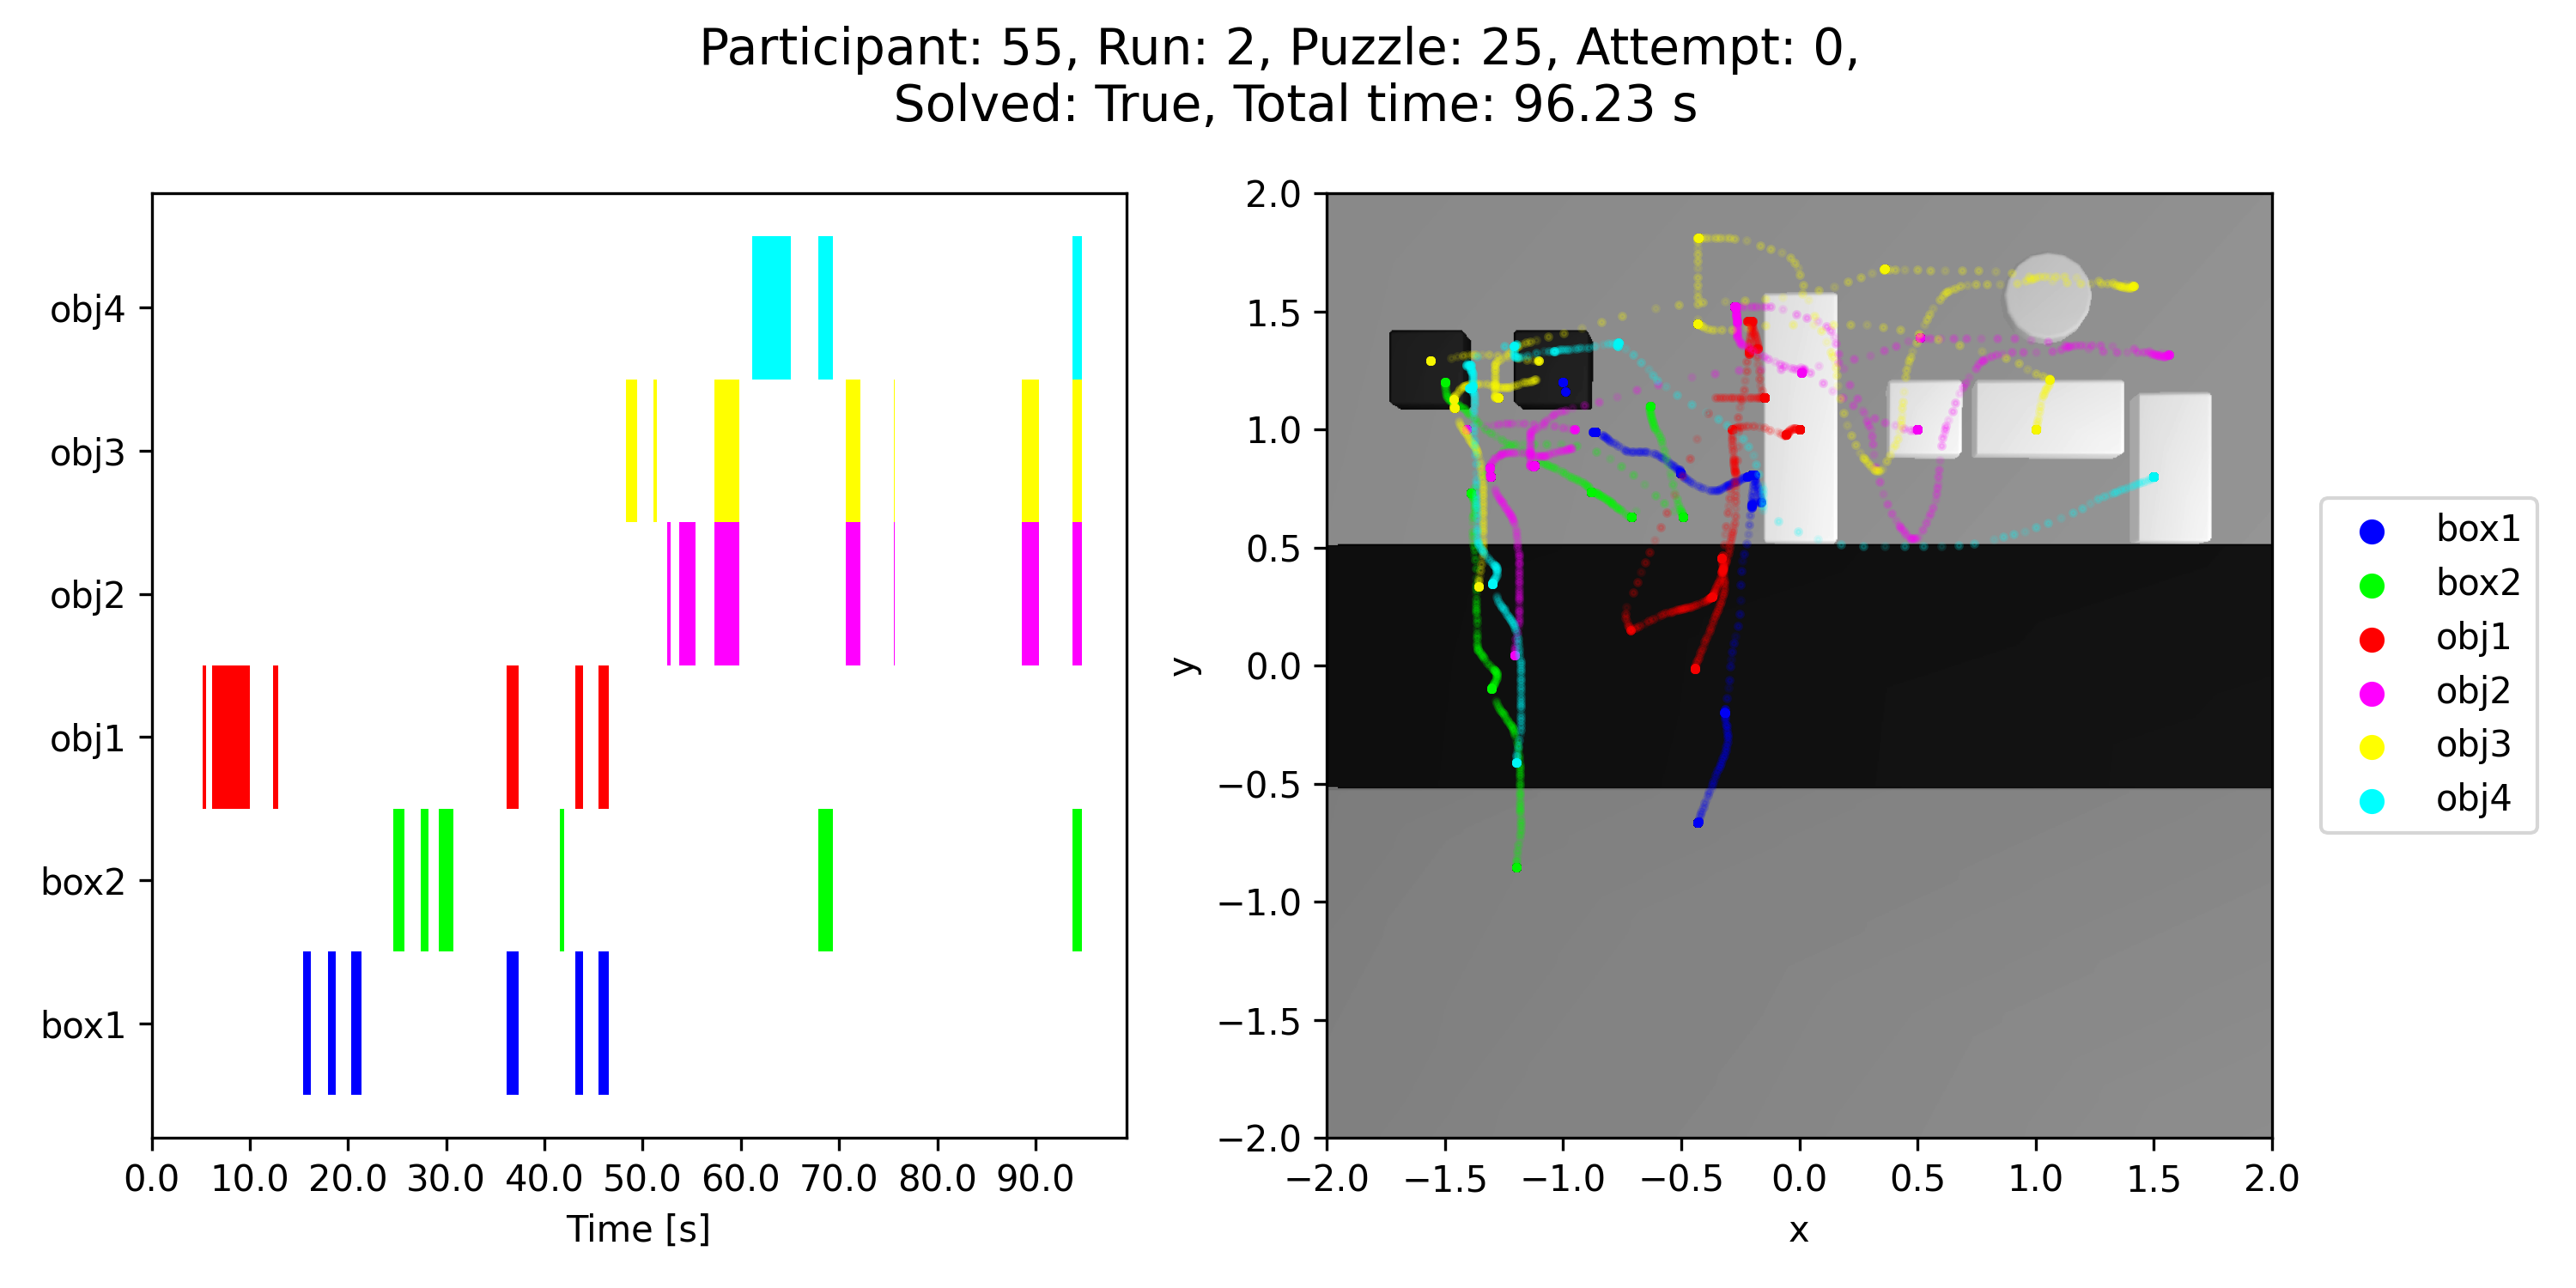 Participant: 55, Run: 2, Puzzle: 25, Attempt: 0,
Solved: True, Total time: 96.23 s
obj4
obj3
obj2
obj1
box2
box1
0.0 10.0 20.0 30.0 40.0 50.0 60.0 70.0 80.0 90.0
Time [s]
2.0
1.5
1.0
0.5
0.0
−0.5
−1.0
−1.5
−2.0
y
−2.0 −1.5 −1.0 −0.5 0.0 0.5 1.0 1.5 2.0
x
box1
box2
obj1
obj2
obj3
obj4